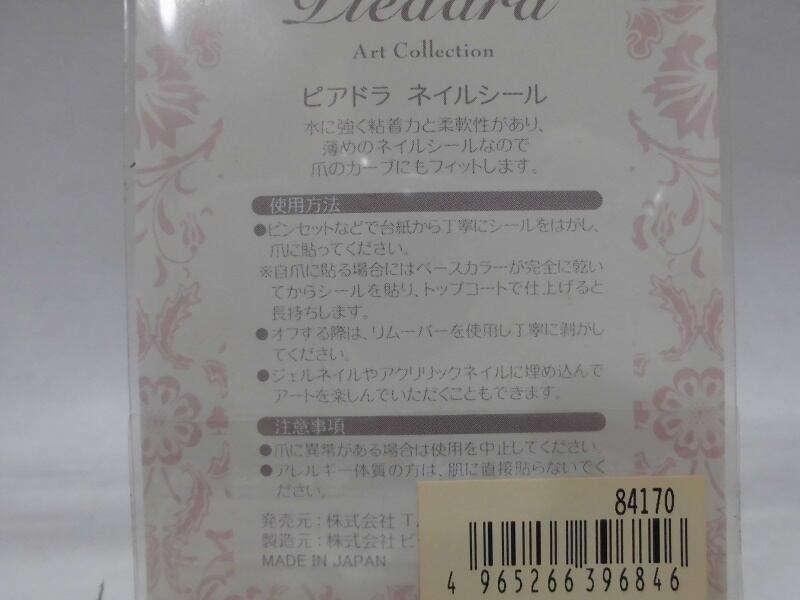 Pieadra
Art Collection
ピアドラ ネイルシール
水に強く粘着力と柔軟性があり、
薄めのネイルシールなので
爪のカーブにもフィットします。
使用方法
●ピンセットなどで台紙から丁寧にシールをはがし、
爪に貼ってください。
※自爪に貼る場合にはベースカラーが完全に乾い
てからシールを貼り、トップコートで仕上げると
長持ちします。
●オフする際は、リムーバーを使用し丁寧に剥がし
てください。
●ジェルネイルやアクリリックネイルに埋め込んで
アートを楽しんでいただくこともできます。
注意事項
●爪に異常がある場合は使用を中止してください。
●アレルギー体質の方は、肌に直接貼らないでく
ださい。
発売元：株式会社 T.
製造元：株式会社 ピ
MADE IN JAPAN
84170
4 965266 396846